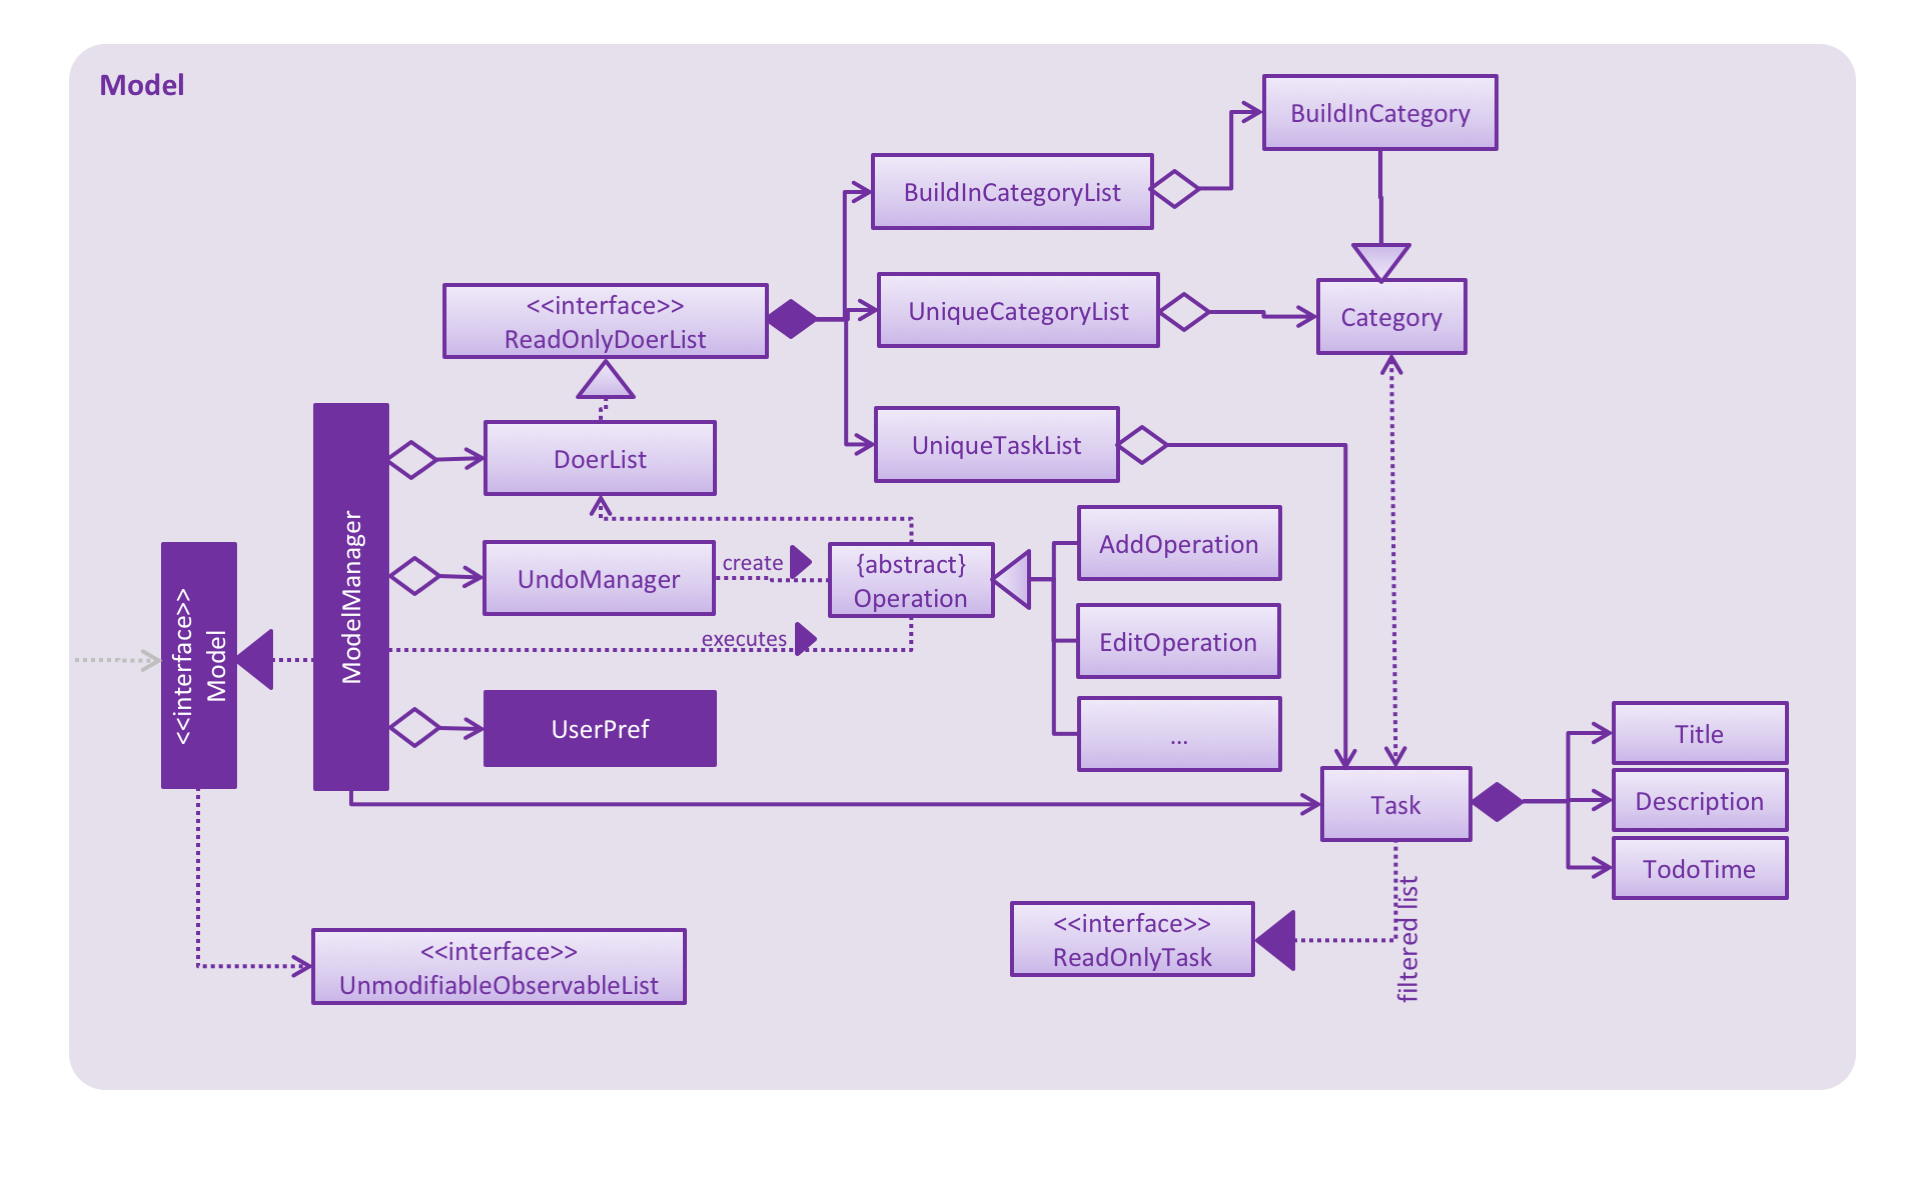 Model
BuildInCategory
BuildInCategoryList
<<interface>>
ReadOnlyDoerList
UniqueCategoryList
Category
DoerList
UniqueTaskList
<<interface>>
Model
ModelManager
UndoManager
create
{abstract}
Operation
AddOperation
executes
EditOperation
UserPref
...
Task
Title
Description
TodoTime
filtered list
<<interface>>
ReadOnlyTask
<<interface>>
UnmodifiableObservableList